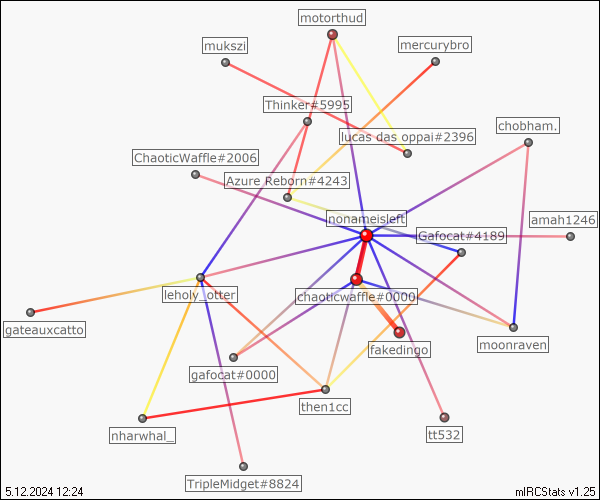 motorthud
mukszi
mercurybro
Thinker#5995
lucas das oppai#2396
chobham.
ChaoticWaffle#2006
Azure Reborn#4243
nonameisleft
amah1246
Gafocat#4189
leholy_otter
chaoticwaffle#0000
gateauxcatto
fakedingo
moonraven
gafocat#0000
then1cc
nharwhal_
tt532
TripleMidget#8824
5.12.2024 12:24
mIRCStats v1.25